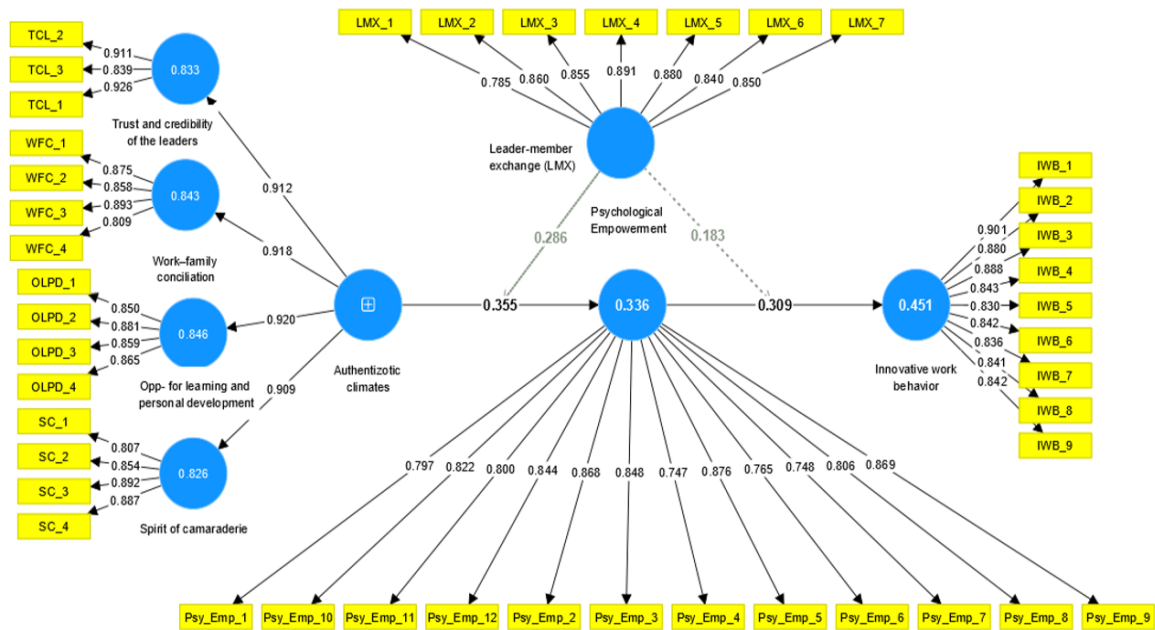 LMX_1
LMX_2
LMX_3
LMX_4
LMX_5
LMX_6
LMX_7
0.785
0.860
0.855
0.891
0.880
0.840
0.850
Leader-member
exchange (LMX)
TCL_2
TCL_3
TCL_1
0.911
0.839
0.926
0.833
Trust and credibility
of the leaders
WFC_1
WFC_2
WFC_3
WFC_4
0.875
0.858
0.893
0.809
0.843
Work–family
conciliation
OLPD_1
OLPD_2
OLPD_3
OLPD_4
0.850
0.881
0.859
0.865
0.846
Opp- for learning and
personal development
SC_1
SC_2
SC_3
SC_4
0.807
0.854
0.892
0.887
0.826
Spirit of camaraderie
0.912
0.918
0.920
0.909
Authentizotic
climates
0.286
0.183
0.355
Psychological
Empowerment
0.336
0.309
0.451
Innovative work
behavior
IWB_1
IWB_2
IWB_3
IWB_4
IWB_5
IWB_6
IWB_7
IWB_8
IWB_9
0.901
0.880
0.888
0.843
0.830
0.842
0.836
0.841
0.842
0.797
0.822
0.800
0.844
0.868
0.848
0.747
0.876
0.765
0.748
0.806
0.869
Psy_Emp_1
Psy_Emp_10
Psy_Emp_11
Psy_Emp_12
Psy_Emp_2
Psy_Emp_3
Psy_Emp_4
Psy_Emp_5
Psy_Emp_6
Psy_Emp_7
Psy_Emp_8
Psy_Emp_9